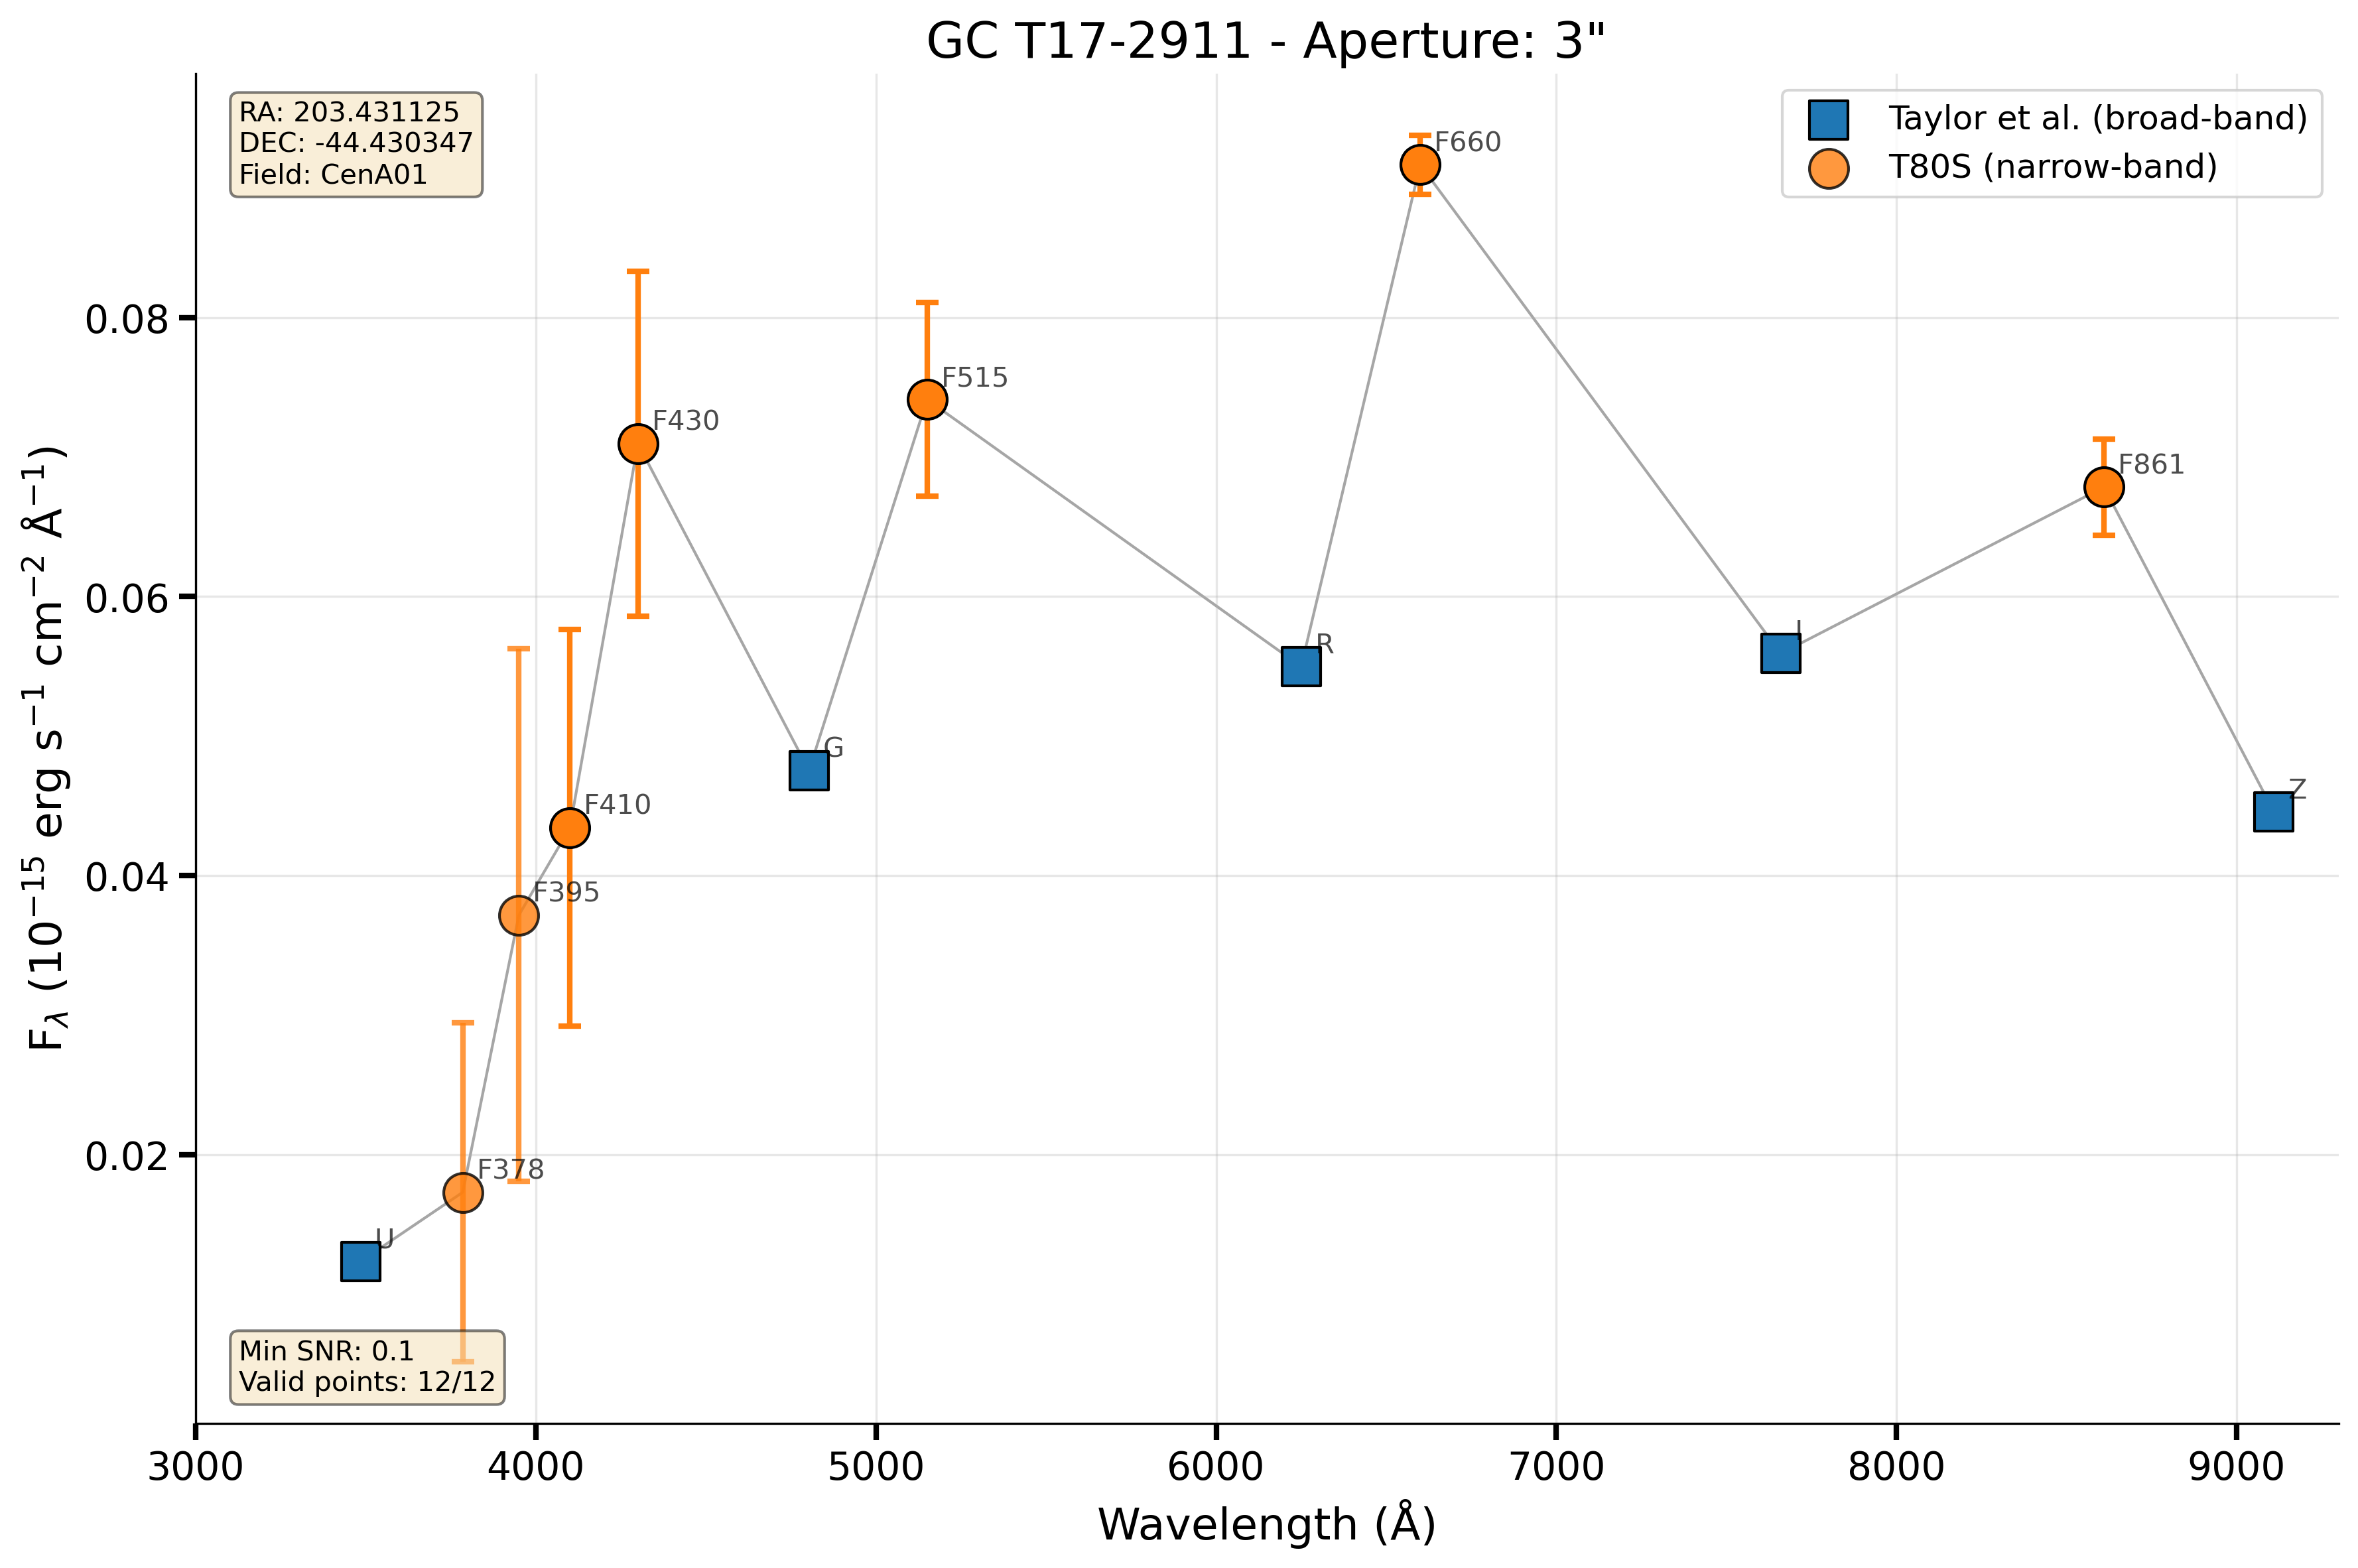 GC T17-2911 - Aperture: 3"
RA: 203.431125
DEC: -44.430347
Field: CenA01
Taylor et al. (broad-band)
T80S (narrow-band)
F660
F430
F515
F861
R
I
G
Z
F410
F395
F378
U
0.08
0.06
0.04
0.02
F_λ (10⁻¹⁵ erg s⁻¹ cm⁻² Å⁻¹)
Min SNR: 0.1
Valid points: 12/12
3000 4000 5000 6000 7000 8000 9000
Wavelength (Å)